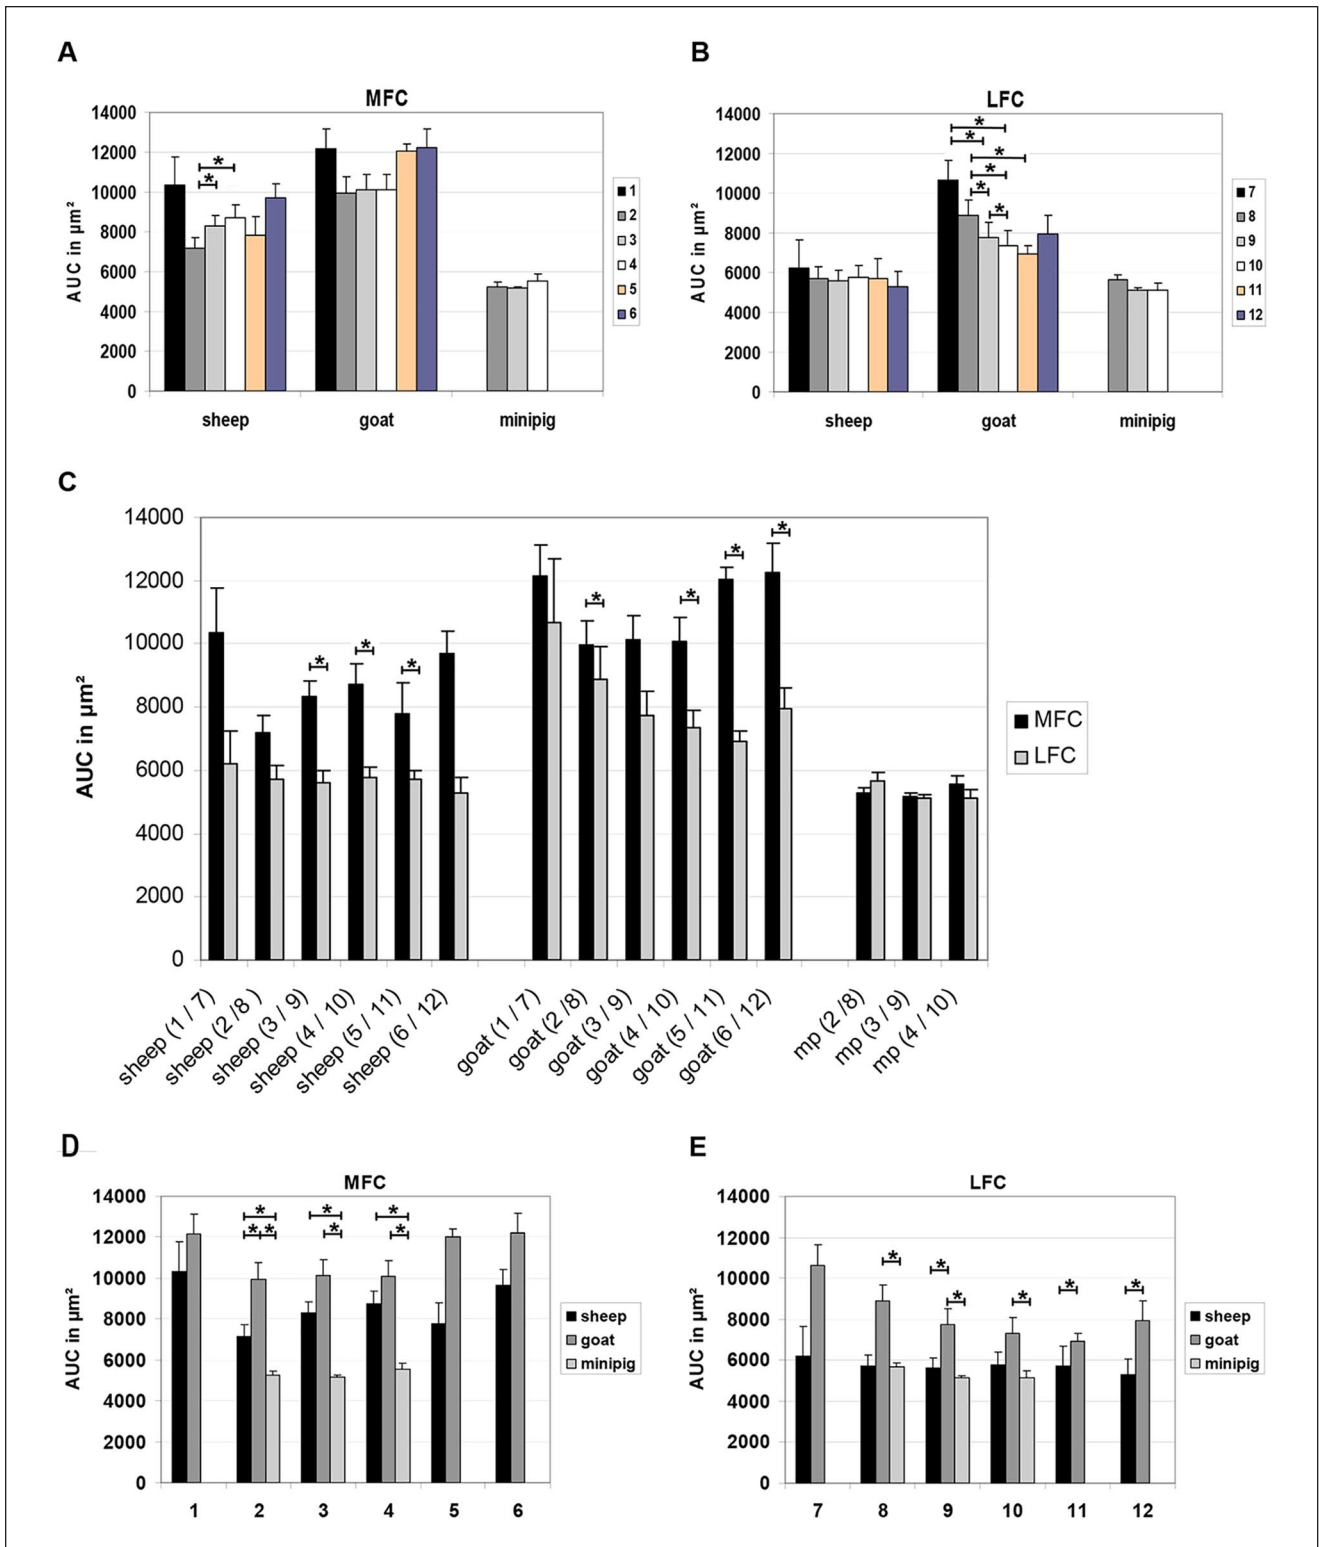 A
MFC
14000
12000
10000
8000
6000
4000
2000
0
AUC in µm²
* *
sheep
goat
minipig
1
2
3
4
5
6
B
LFC
14000
12000
10000
8000
6000
4000
2000
0
AUC in µm²
* * * * * *
sheep
goat
minipig
7
8
9
10
11
12
C
14000
12000
10000
8000
6000
4000
2000
0
AUC in µm²
* * * * * * *
sheep (1 / 7)
sheep (2 /8 )
sheep (3 / 9)
sheep (4 / 10)
sheep (5 / 11)
sheep (6 / 12)
goat (1 / 7)
goat (2 /8)
goat (3 / 9)
goat (4 / 10)
goat (5 / 11)
goat (6 / 12)
mp (2 /8)
mp (3 / 9)
mp (4 / 10)
MFC
LFC
D
MFC
14000
12000
10000
8000
6000
4000
2000
0
AUC in µm²
* * *
** * *
1
2
3
4
5
6
sheep
goat
minipig
E
LFC
14000
12000
10000
8000
6000
4000
2000
0
AUC in µm²
* * * * * *
7
8
9
10
11
12
sheep
goat
minipig